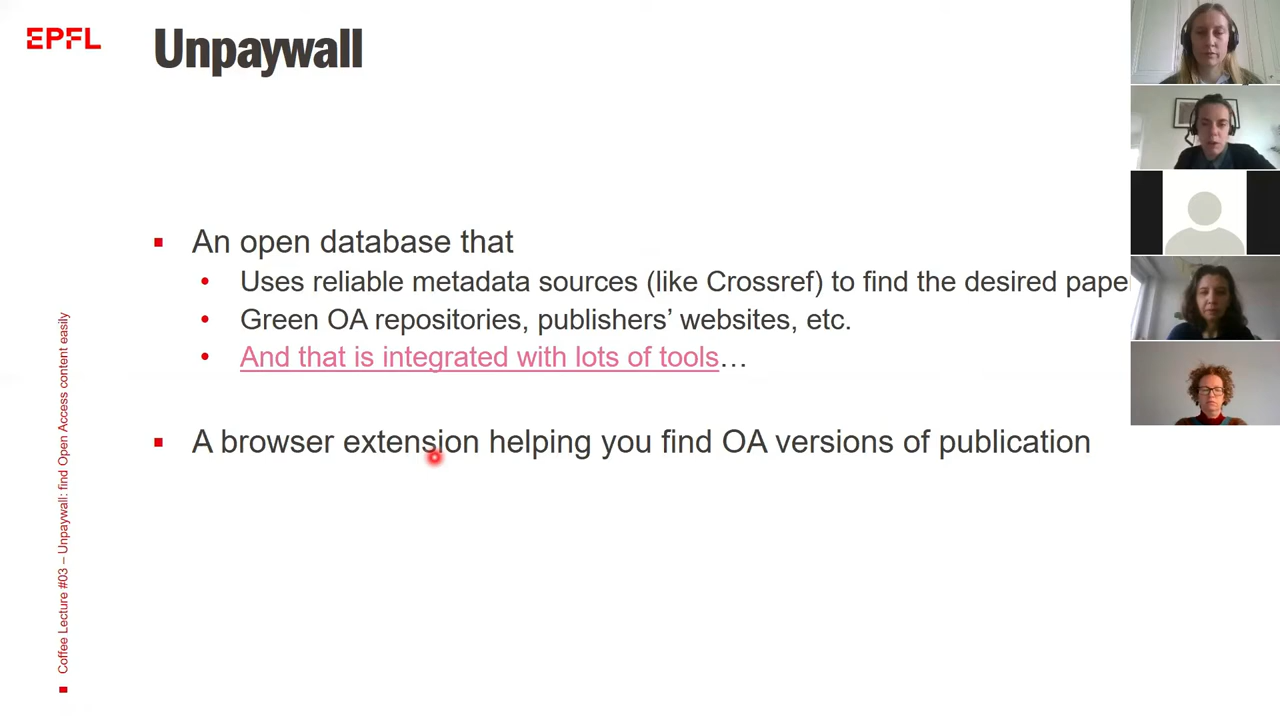 EPFL
Unpaywall
An open database that
Uses reliable metadata sources (like Crossref) to find the desired pape
Green OA repositories, publishers’ websites, etc.
And that is integrated with lots of tools…
A browser extension helping you find OA versions of publication
Coffee Lecture #03 – Unpaywall: find Open Access content easily